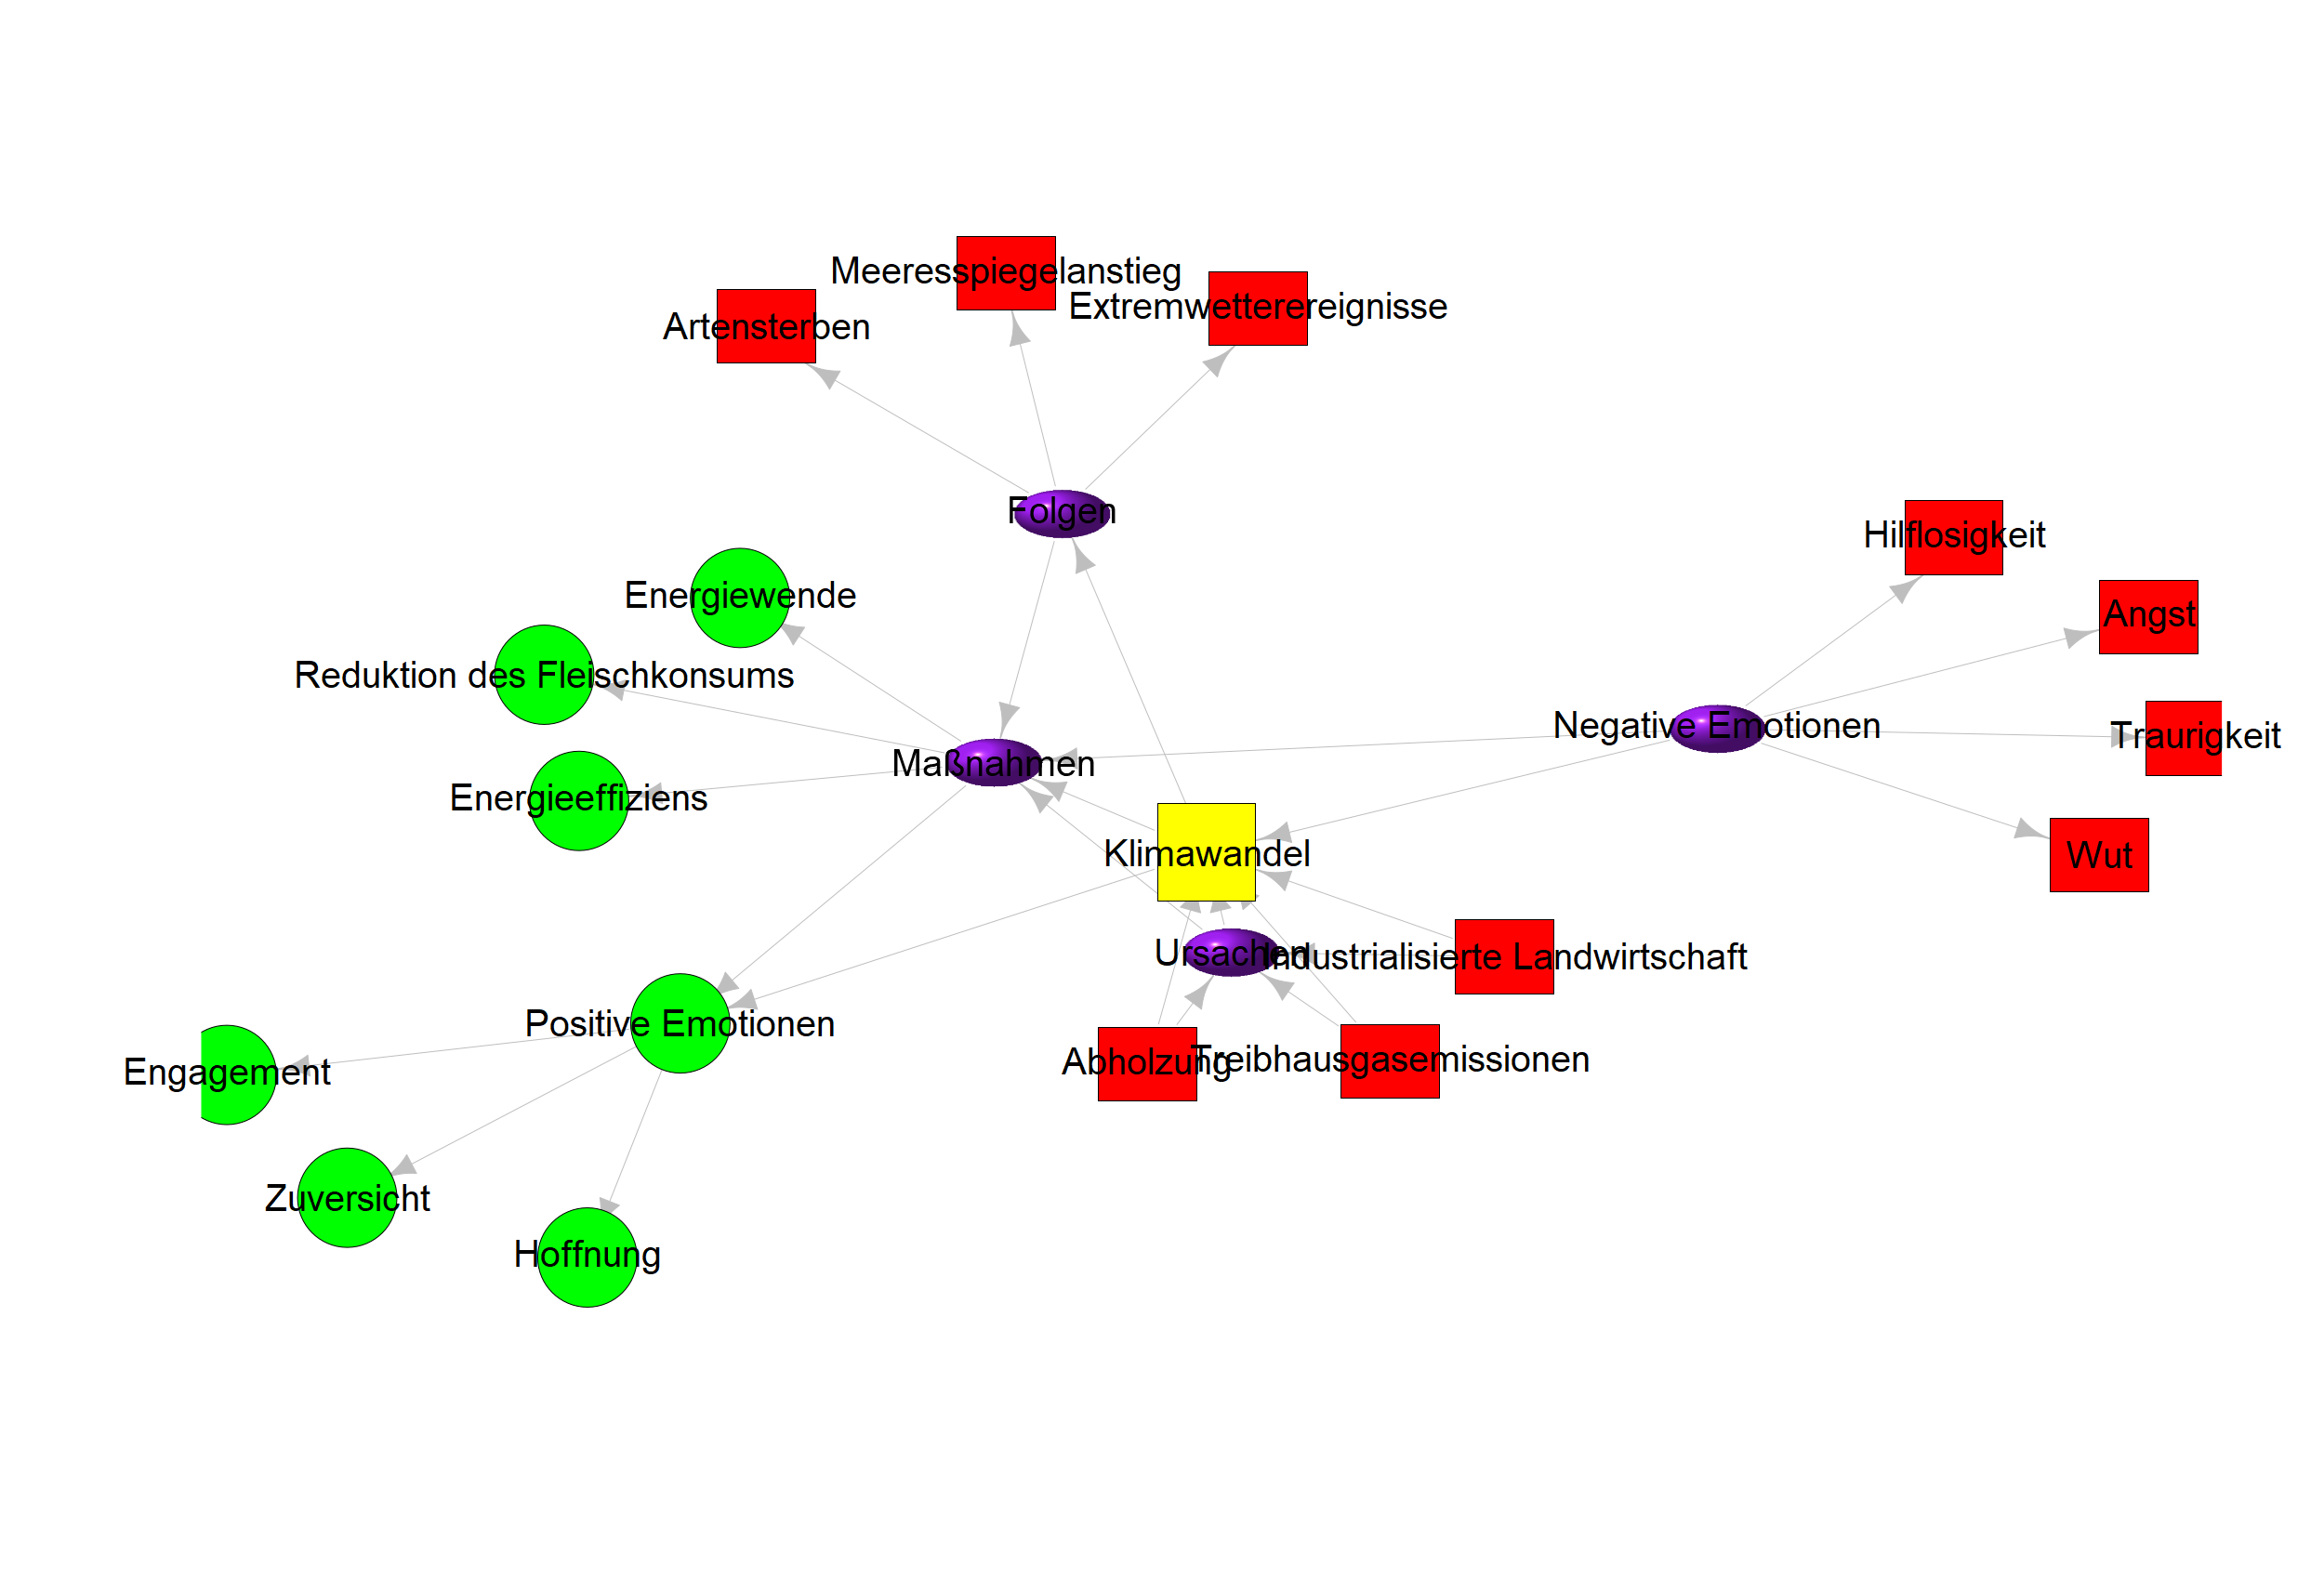 Meeresspiegelanstieg
Extremwetterereignisse
Artensterben
Folgen
Hilflosigkeit
Energiewende
Angst
Reduktion des Fleischkonsums
Negative Emotionen
Traurigkeit
Maßnahmen
Energieeffiziens
Klimawandel
Wut
Ursachen
Industrialisierte Landwirtschaft
Positive Emotionen
Abholzung
Treibhausgasemissionen
Engagement
Zuversicht
Hoffnung